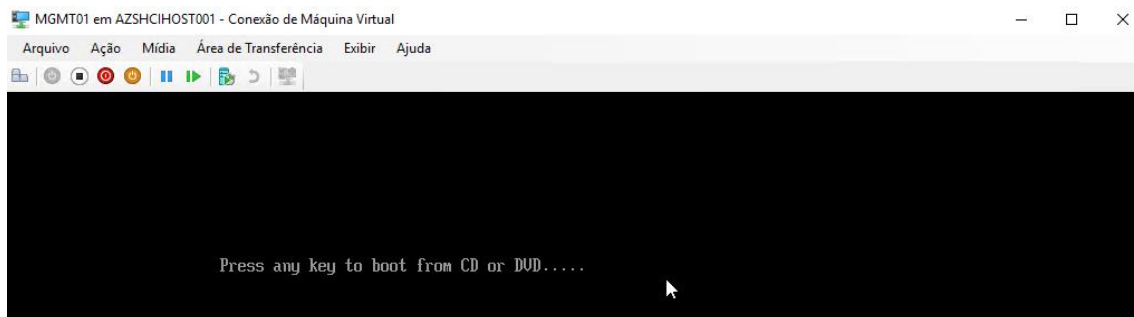 MGMT01 em AZSHCIHOST001 - Conexão de Máquina Virtual
Arquivo Ação Mídia Área de Transferência Exibir Ajuda
Press any key to boot from CD or DVD.....